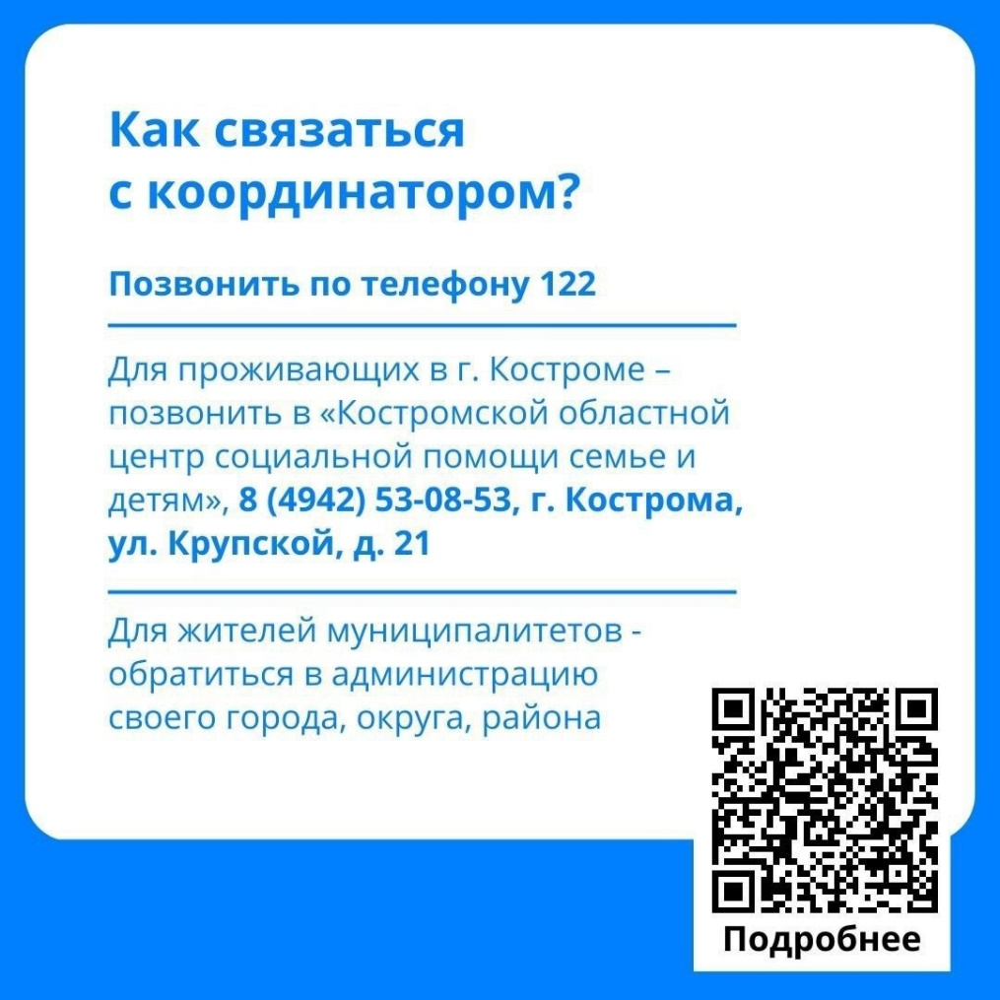 Как связаться
с координатором?
Позвонить по телефону 122
Для проживающих в г. Костроме –
позвонить в «Костромской областной
центр социальной помощи семье и
детям», 8 (4942) 53-08-53, г. Кострома,
ул. Крупской, д. 21
Для жителей муниципалитетов -
обратиться в администрацию
своего города, округа, района
Подробнее